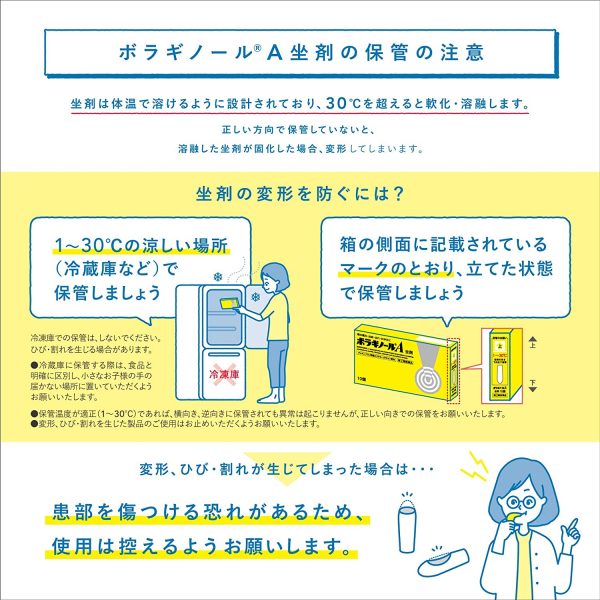 ボラギノール®A坐剤の保管の注意
坐剤は体温で溶けるように設計されており、30℃を超えると軟化・溶融します。
正しい方向で保管していないと、
溶融した坐剤が固化した場合、変形してしまいます。
坐剤の変形を防ぐには？
1〜30℃の涼しい場所
（冷蔵庫など）で
保管しましょう
冷凍庫での保管は、しないでください。
ひび・割れを生じる場合があります。
●冷蔵庫に保管する際は、食品と
明確に区別し、小さなお子様の手の
届かない場所に置いていただくよう
お願いいたします。
冷凍庫
箱の側面に記載されている
マークのとおり、立てた状態
で保管しましょう
ボラギノールA
坐剤
10個
上
1〜30℃
上
下
●保管温度が適正（1〜30℃）であれば、横向き、逆向きに保管されても異常は起こりませんが、正しい向きでの保管をお願いいたします。
●変形、ひび・割れを生じた製品のご使用はお止めいただくようお願いいたします。
変形、ひび・割れが生じてしまった場合は・・・
患部を傷つける恐れがあるため、
使用は控えるようお願いします。